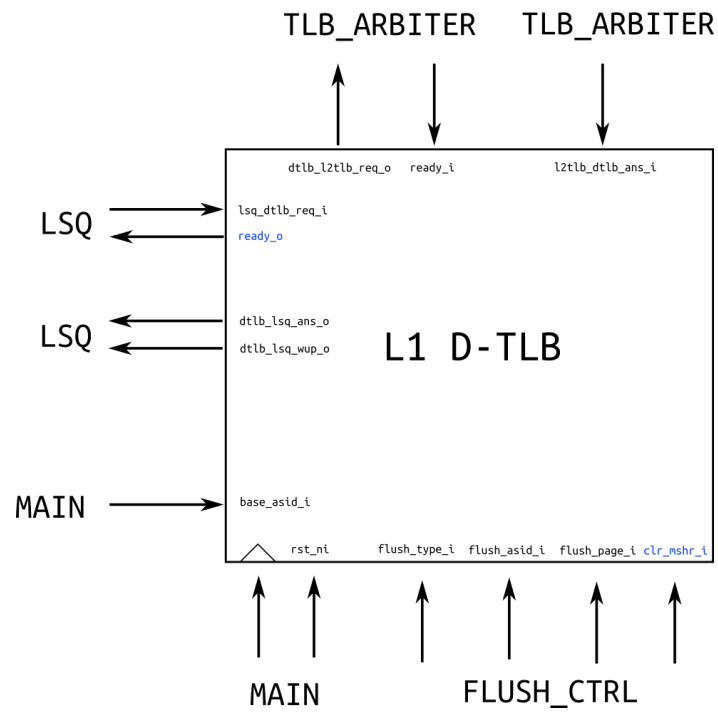 TLB_ARBITER TLB_ARBITER
dtlb_l2tlb_req_o ready_i l2tlb_dtlb_ans_i
lsq_dtlb_req_i
LSQ
ready_o
dtlb_lsq_ans_o
LSQ
dtlb_lsq_wup_o
L1 D-TLB
base_asid_i
MAIN
rst_ni flush_type_i flush_asid_i flush_page_i clr_mshr_i
MAIN FLUSH_CTRL